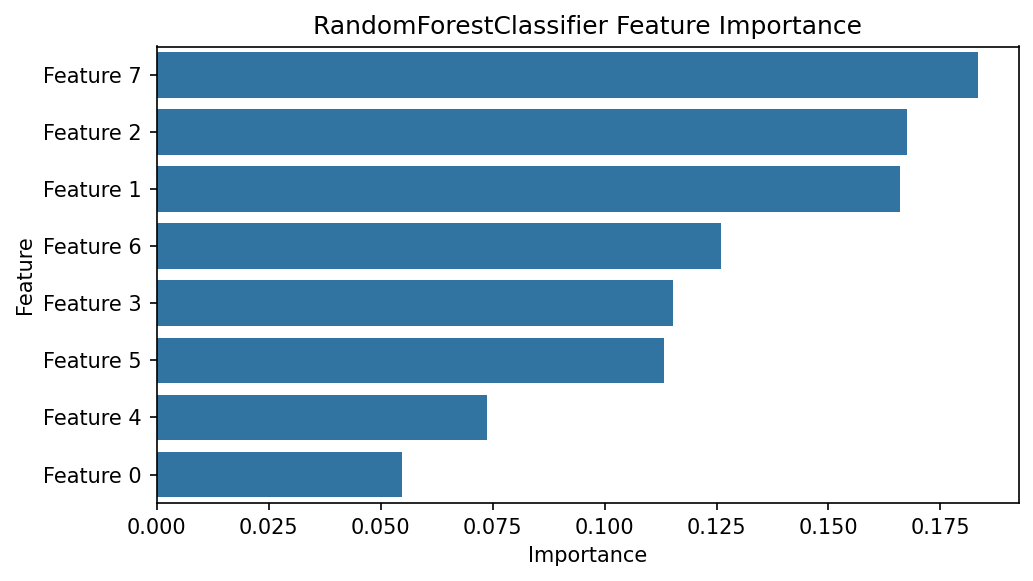 RandomForestClassifier Feature Importance
Feature 7
Feature 2
Feature 1
Feature 6
Feature 3
Feature 5
Feature 4
Feature 0
Feature
0.000 0.025 0.050 0.075 0.100 0.125 0.150 0.175
Importance